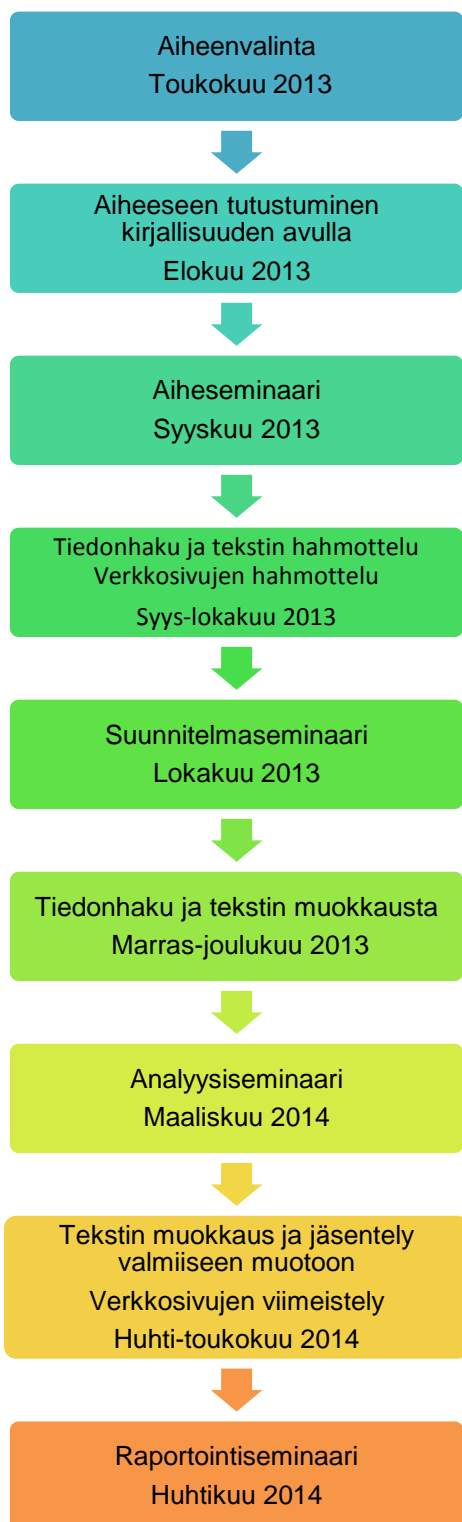 Aiheenvalinta
Toukokuu 2013
Aiheeseen tutustuminen
kirjallisuuden avulla
Elokuu 2013
Aiheseminaari
Syyskuu 2013
Tiedonhaku ja tekstin hahmottelu
Verkkosivujen hahmottelu
Syys-lokakuu 2013
Suunnitelmaseminaari
Lokakuu 2013
Tiedonhaku ja tekstin muokkausta
Marras-joulukuu 2013
Analyysiseminaari
Maaliskuu 2014
Tekstin muokkaus ja jäsentely
valmiiseen muotoon
Verkkosivujen viimeistely
Huhti-toukokuu 2014
Raportointiseminaari
Huhtikuu 2014